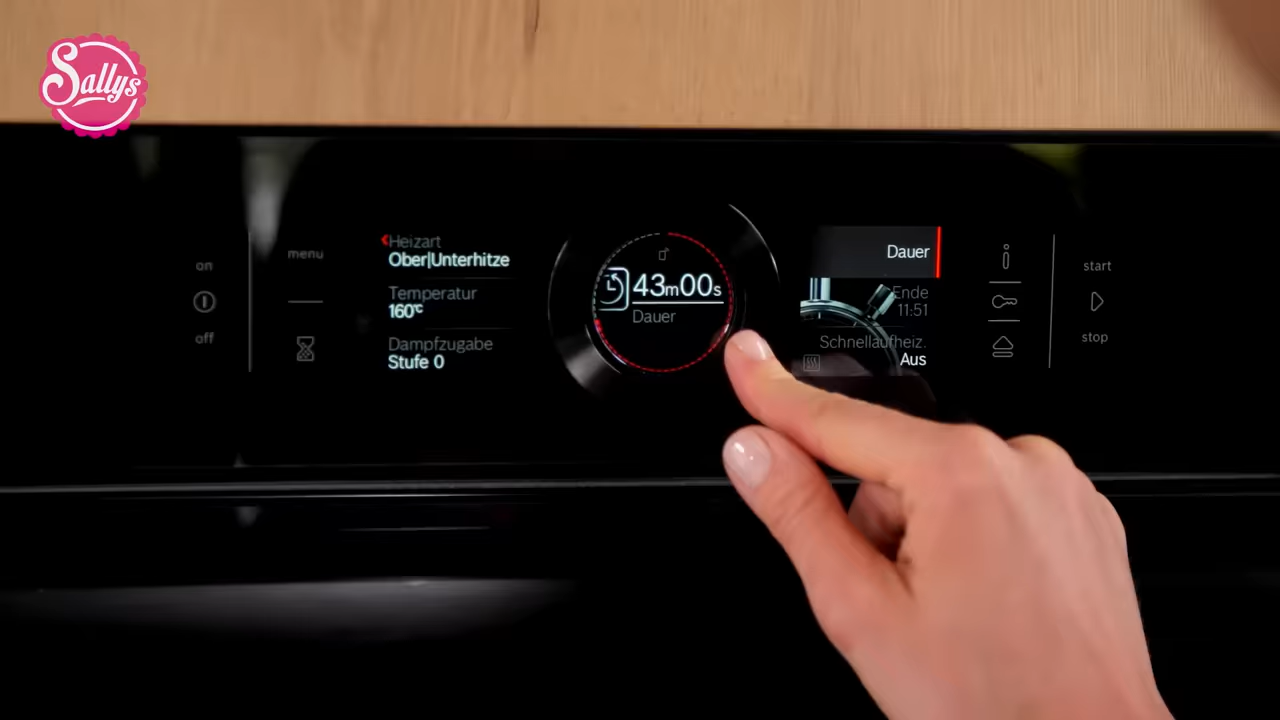 Sallys
on
off
menu
Heizart
Ober|Unterhitze
Temperatur
160°C
Dampfzugabe
Stufe 0
43m00s
Dauer
Dauer
Ende
11:51
Schnellaufheiz.
Aus
start
stop